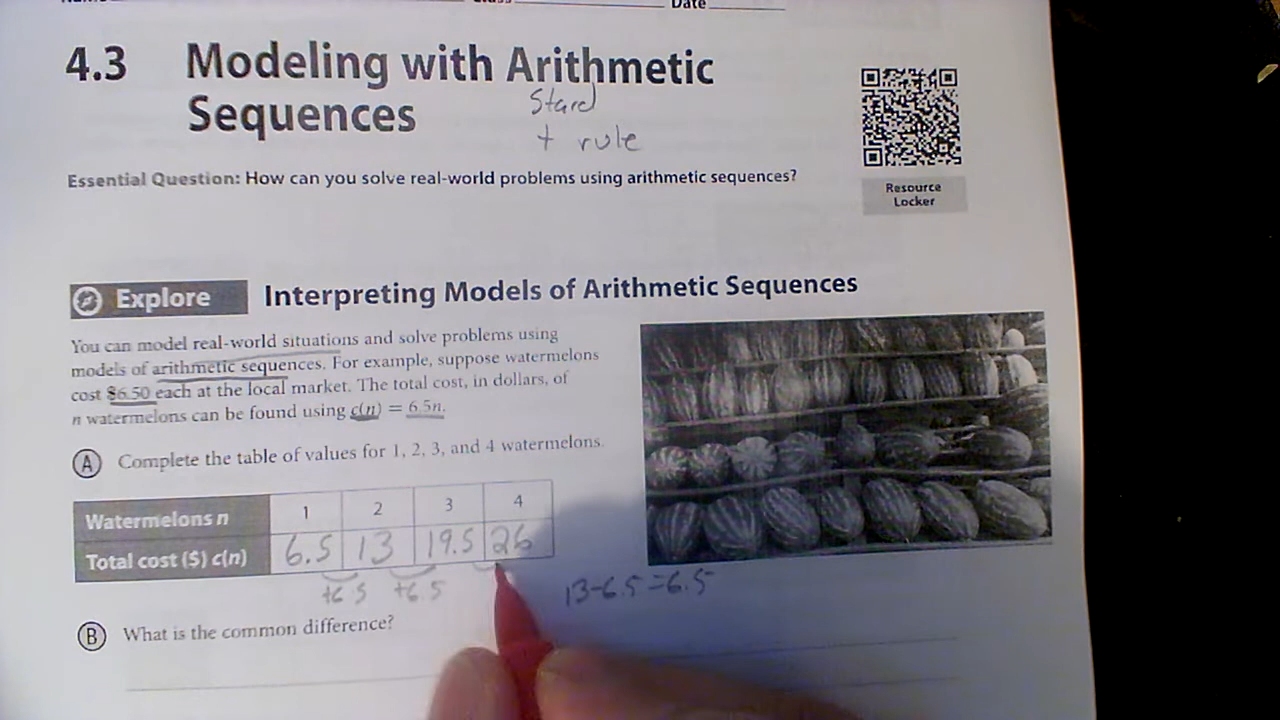 Date
4.3 Modeling with Arithmetic
Sequences
+ rule
Essential Question: How can you solve real-world problems using arithmetic sequences?
Resource
Locker
Explore Interpreting Models of Arithmetic Sequences
You can model real-world situations and solve problems using
models of arithmetic sequences. For example, suppose watermelons
cost $6.50 each at the local market. The total cost, in dollars, of
n watermelons can be found using c(n) = 6.5n.
A Complete the table of values for 1, 2, 3, and 4 watermelons.
Watermelons n 1 2 3 4
Total cost ($) c(n) 6.5 13 19.5 26
+6.5 +6.5 13-6.5=6.5
B What is the common difference?